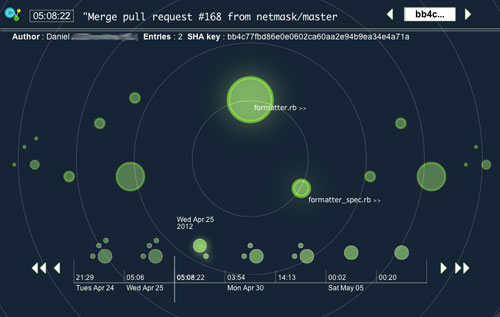 05:08:22 "Merge pull request #168 from netmask/master bb4c...
Author : Daniel Entries : 2 SHA key : bb4c77fbd86e0e0602ca60aa2e94b9ea34e4a71a
formatter.rb >>
formatter_spec.rb >>
Wed Apr 25
2012
21:29 05:06 05:08:22 03:54 14:13 00:02 00:20
Tues Apr 24 Wed Apr 25 Mon Apr 30 Sat May 05